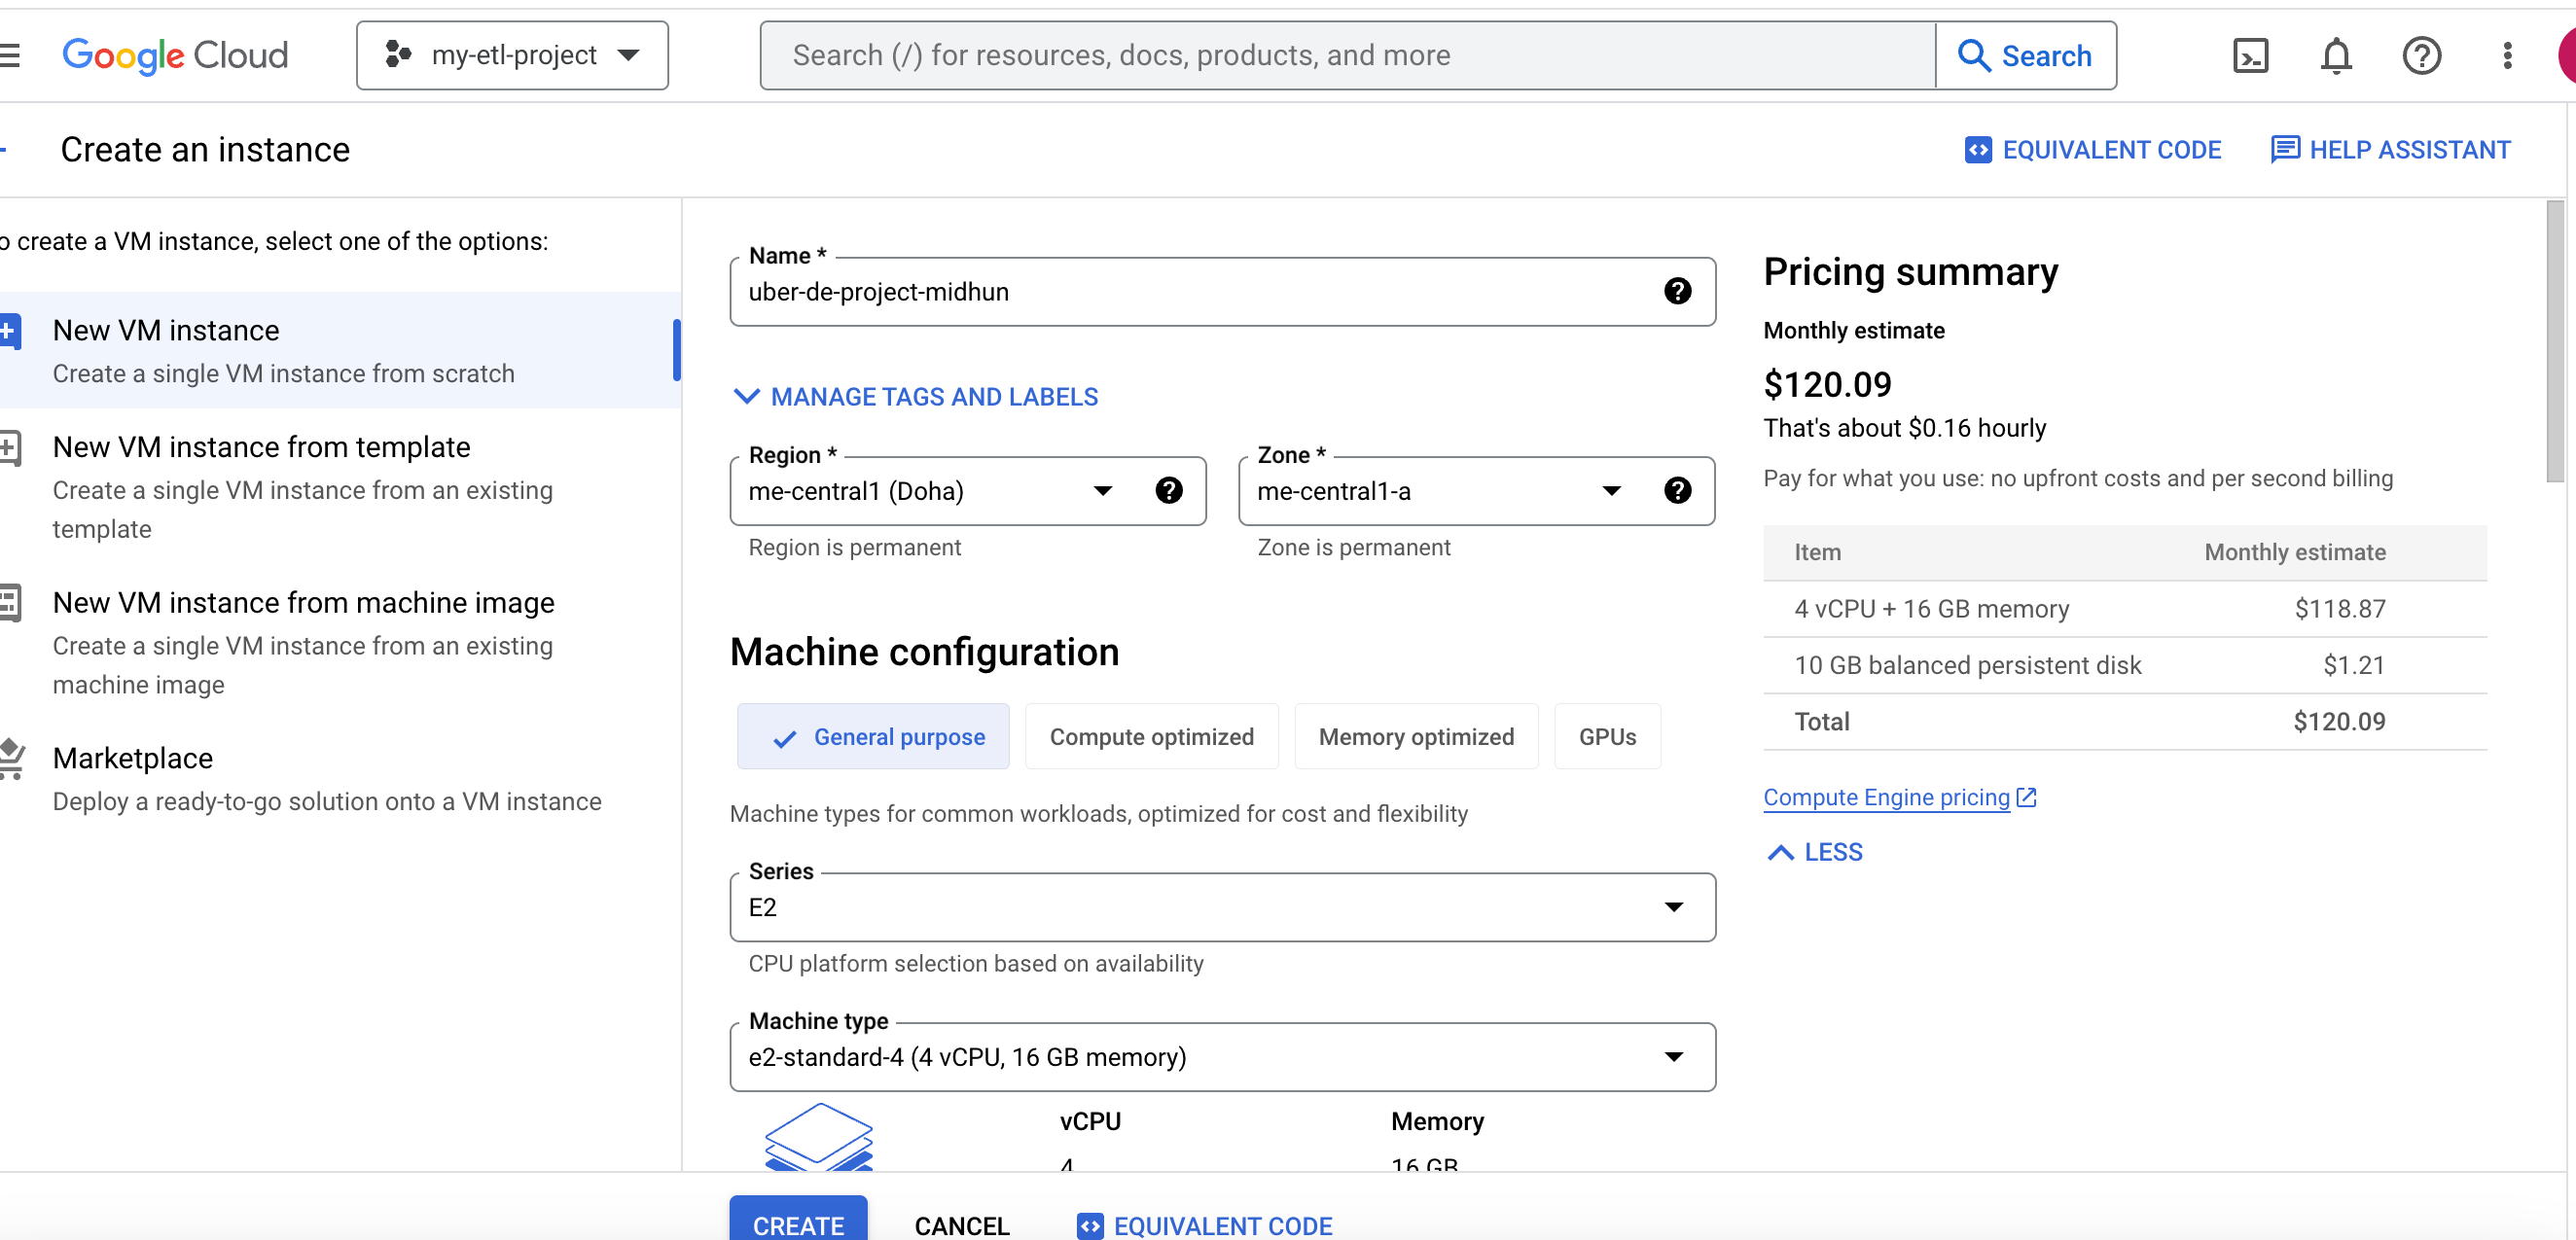 Google Cloud
my-etl-project
Search (/) for resources, docs, products, and more
Search
Create an instance
EQUIVALENT CODE
HELP ASSISTANT
o create a VM instance, select one of the options:
New VM instance
Create a single VM instance from scratch
New VM instance from template
Create a single VM instance from an existing
template
New VM instance from machine image
Create a single VM instance from an existing
machine image
Marketplace
Deploy a ready-to-go solution onto a VM instance
Name *
uber-de-project-midhun
MANAGE TAGS AND LABELS
Region *
me-central1 (Doha)
Region is permanent
Zone *
me-central1-a
Zone is permanent
Machine configuration
General purpose
Compute optimized
Memory optimized
GPUs
Machine types for common workloads, optimized for cost and flexibility
Series
E2
CPU platform selection based on availability
Machine type
e2-standard-4 (4 vCPU, 16 GB memory)
vCPU
4
Memory
16 GB
Pricing summary
Monthly estimate
$120.09
That's about $0.16 hourly
Pay for what you use: no upfront costs and per second billing
Item Monthly estimate
4 vCPU + 16 GB memory $118.87
10 GB balanced persistent disk $1.21
Total $120.09
Compute Engine pricing
LESS
CREATE
CANCEL
EQUIVALENT CODE